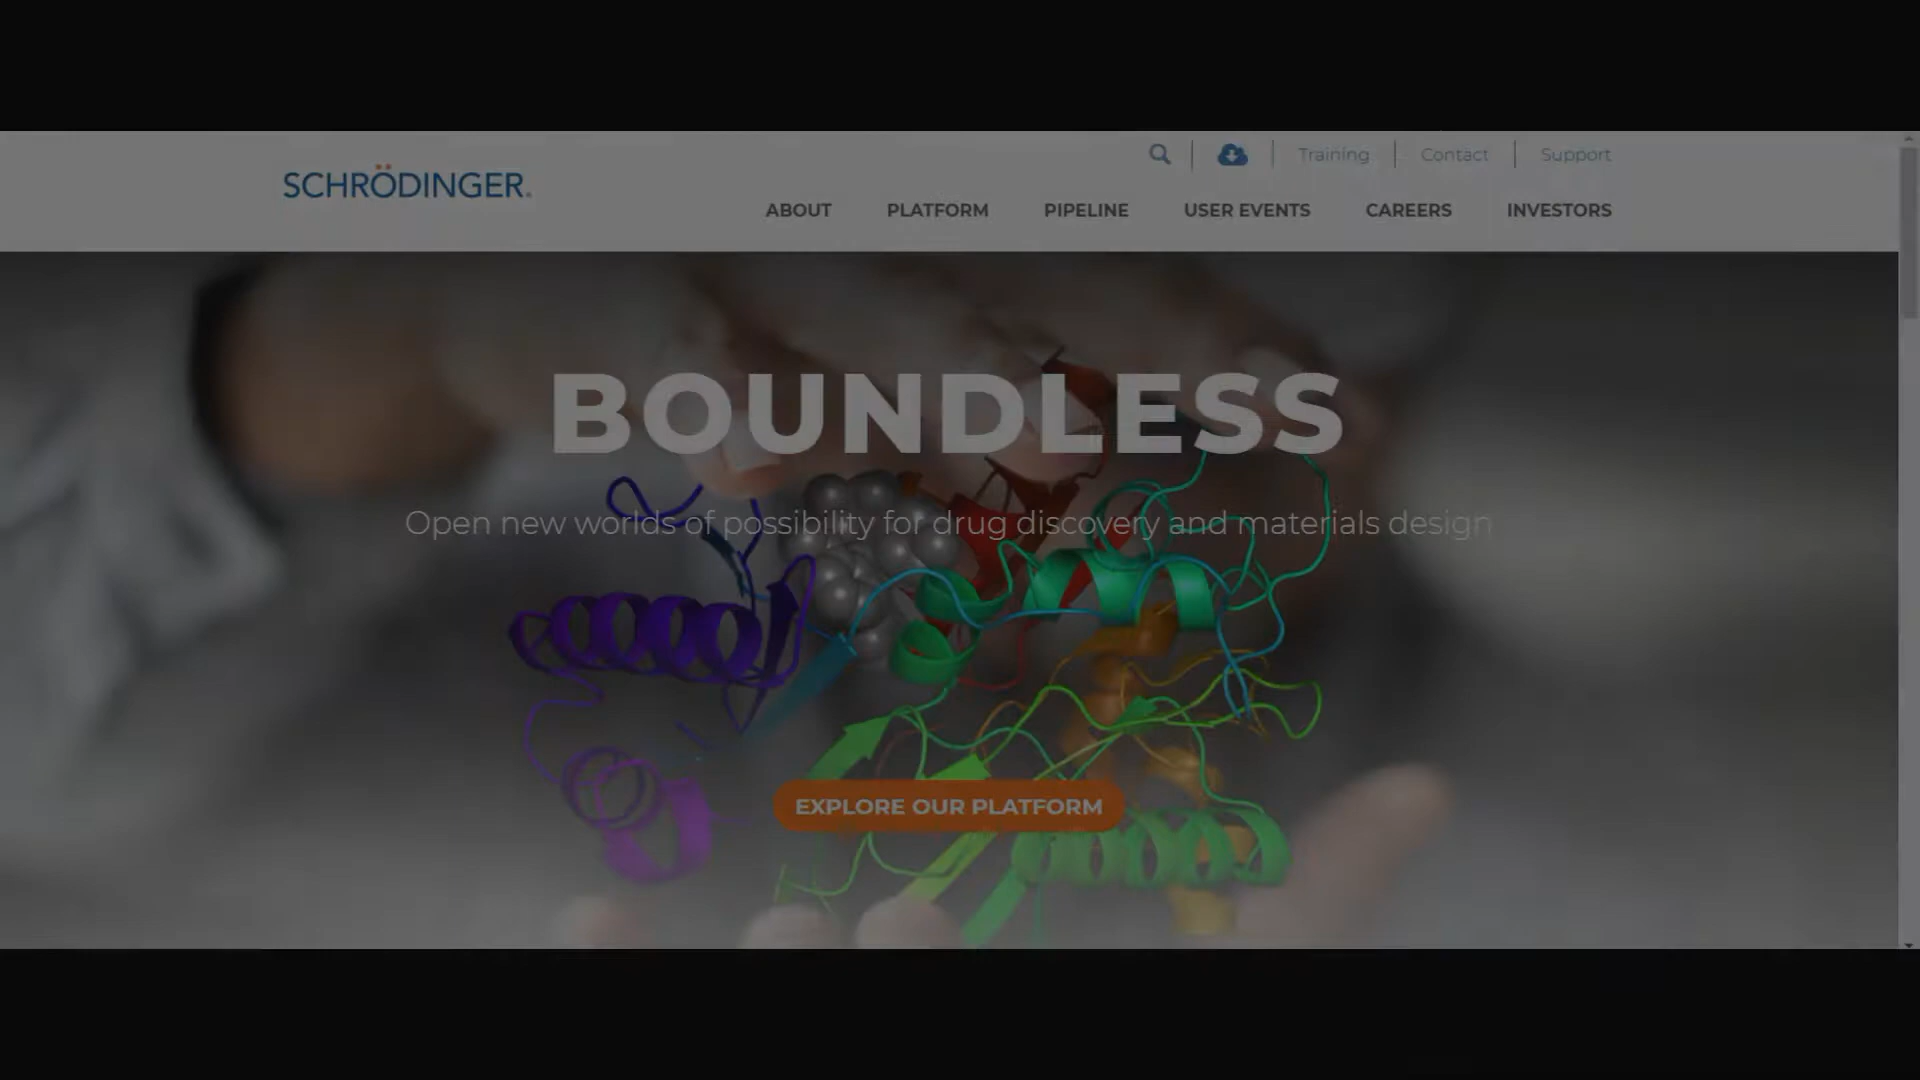 SCHRÖDINGER.
Training
Contact
Support
ABOUT
PLATFORM
PIPELINE
USER EVENTS
CAREERS
INVESTORS
BOUNDLESS
Open new worlds of possibility for drug discovery and materials design
EXPLORE OUR PLATFORM